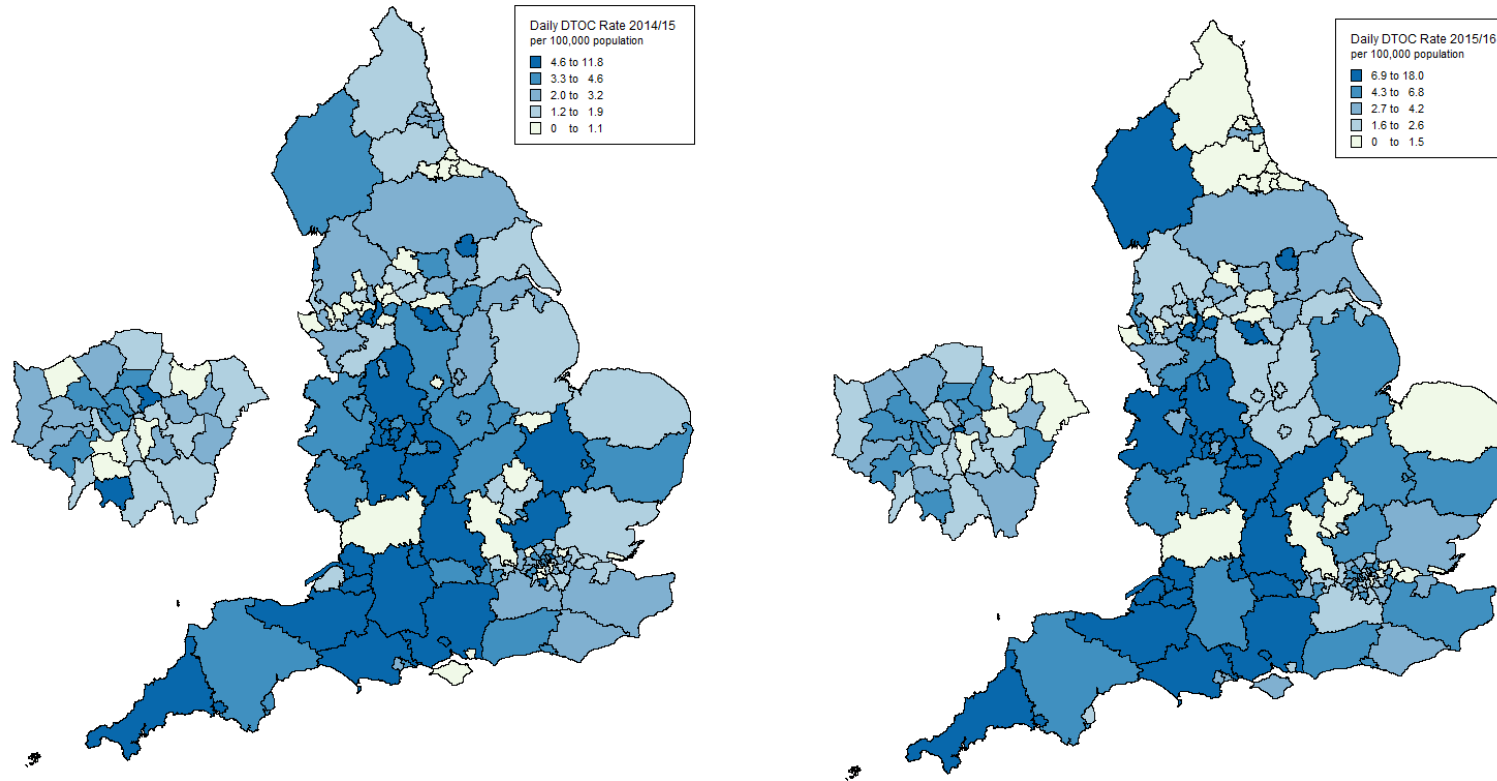 Daily DTOC Rate 2014/15
per 100,000 population
4.6 to 11.8
3.3 to 4.6
2.0 to 3.2
1.2 to 1.9
0 to 1.1
Daily DTOC Rate 2015/16
per 100,000 population
6.9 to 18.0
4.3 to 6.8
2.7 to 4.2
1.6 to 2.6
0 to 1.5